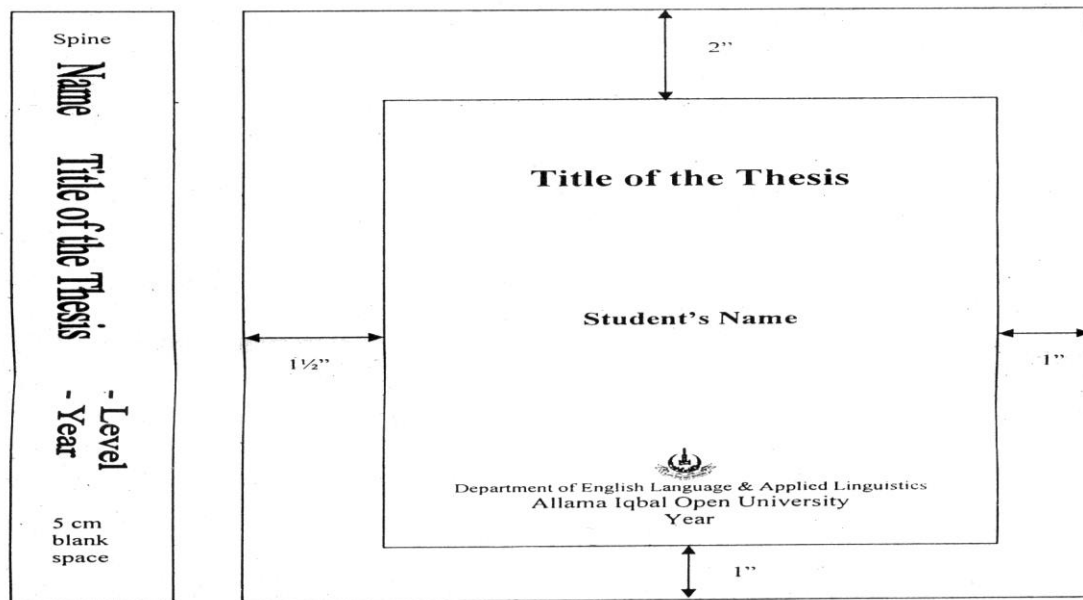 Spine
Name Title of the Thesis
- Level
- Year
5 cm
blank
space
2”
Title of the Thesis
Student’s Name
1½”
1”
Department of English Language & Applied Linguistics
Allama Iqbal Open University
Year
1”